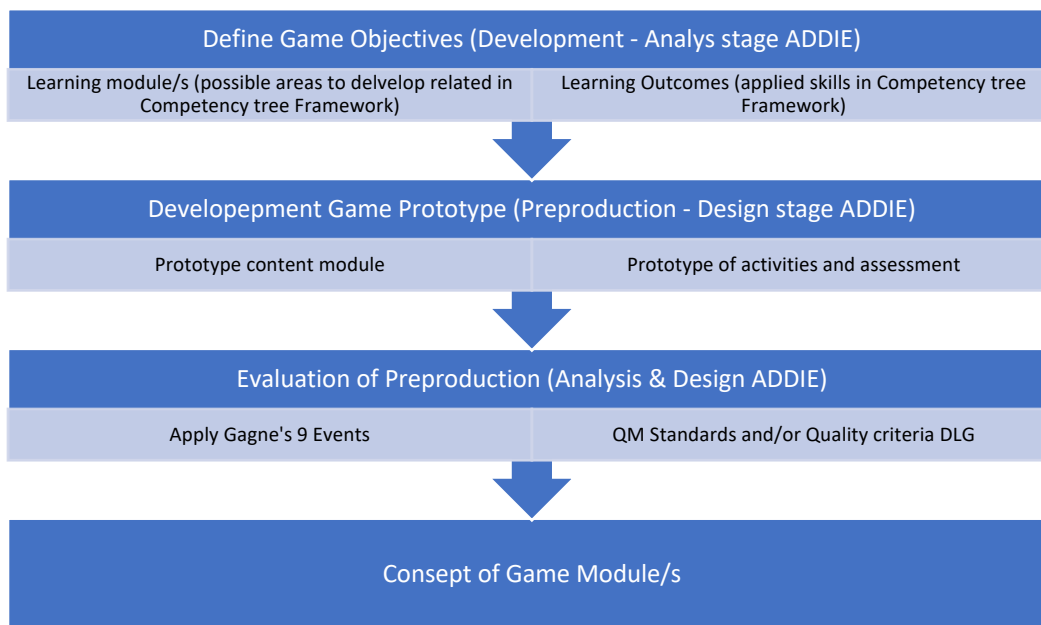 Define Game Objectives (Development - Analys stage ADDIE)
Learning module/s (possible areas to delvelop related in
Competency tree Framework)
Learning Outcomes (applied skills in Competency tree
Framework)
Developepment Game Prototype (Preproduction - Design stage ADDIE)
Prototype content module
Prototype of activities and assessment
Evaluation of Preproduction (Analysis & Design ADDIE)
Apply Gagne's 9 Events
QM Standards and/or Quality criteria DLG
Consept of Game Module/s